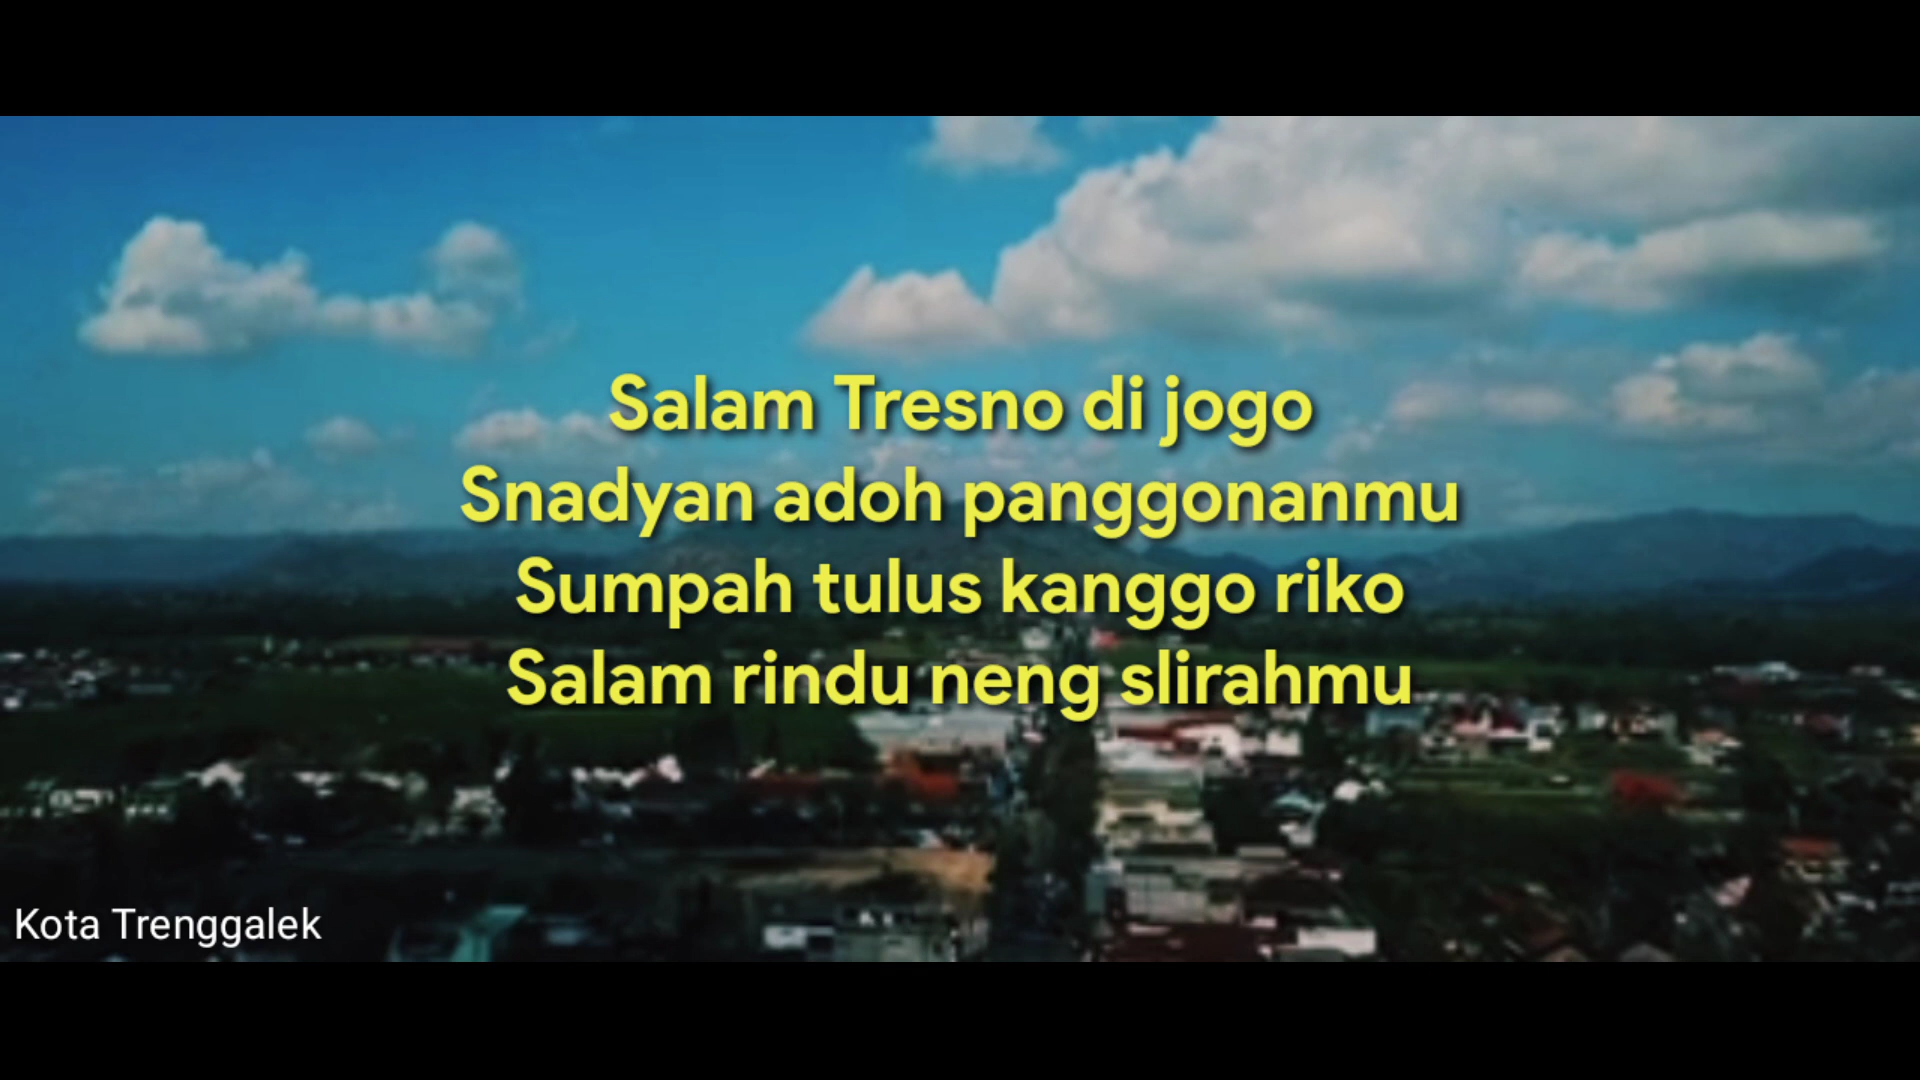 Salam Tresno di jogo
Snadyan adoh panggonanmu
Sumpah tulus kanggo riko
Salam rindu neng slirahmu
Kota Trenggalek